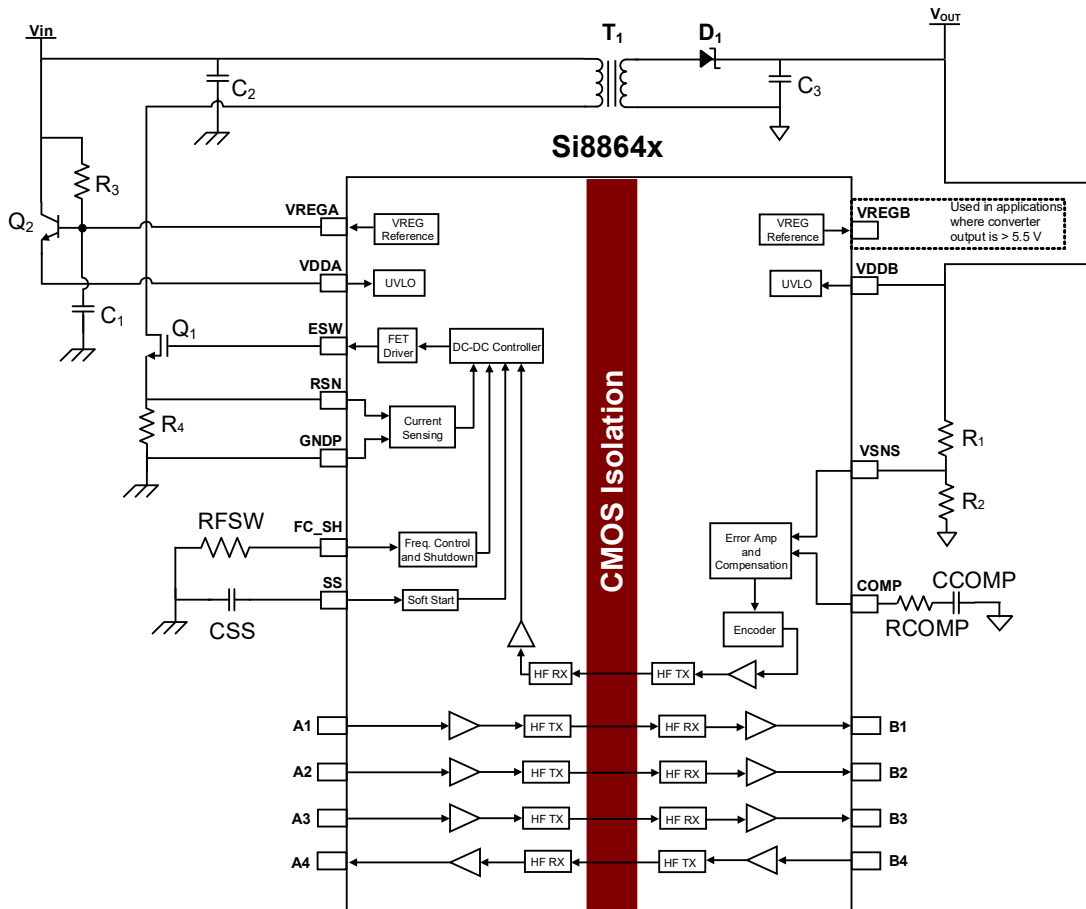 Vin
T1
D1
VOUT
C2
C3
Si8864x
R3
Q2
VREGA
VREG
Reference
VREG
Reference
VREGB
Used in applications
where converter
output is > 5.5 V
VDDA
UVLO
UVLO
VDDB
C1
Q1
ESW
FET
Driver
DC-DC Controller
CMOS Isolation
RSN
R4
Current
Sensing
GNDP
R1
VSNS
R2
RFSW
FC_SH
Freq. Control
and Shutdown
Error Amp
and
Compensation
SS
Soft Start
CSS
COMP
CCOMP
RCOMP
Encoder
HF RX
HF TX
A1
HF TX
HF RX
B1
A2
HF TX
HF RX
B2
A3
HF TX
HF RX
B3
A4
HF RX
HF TX
B4